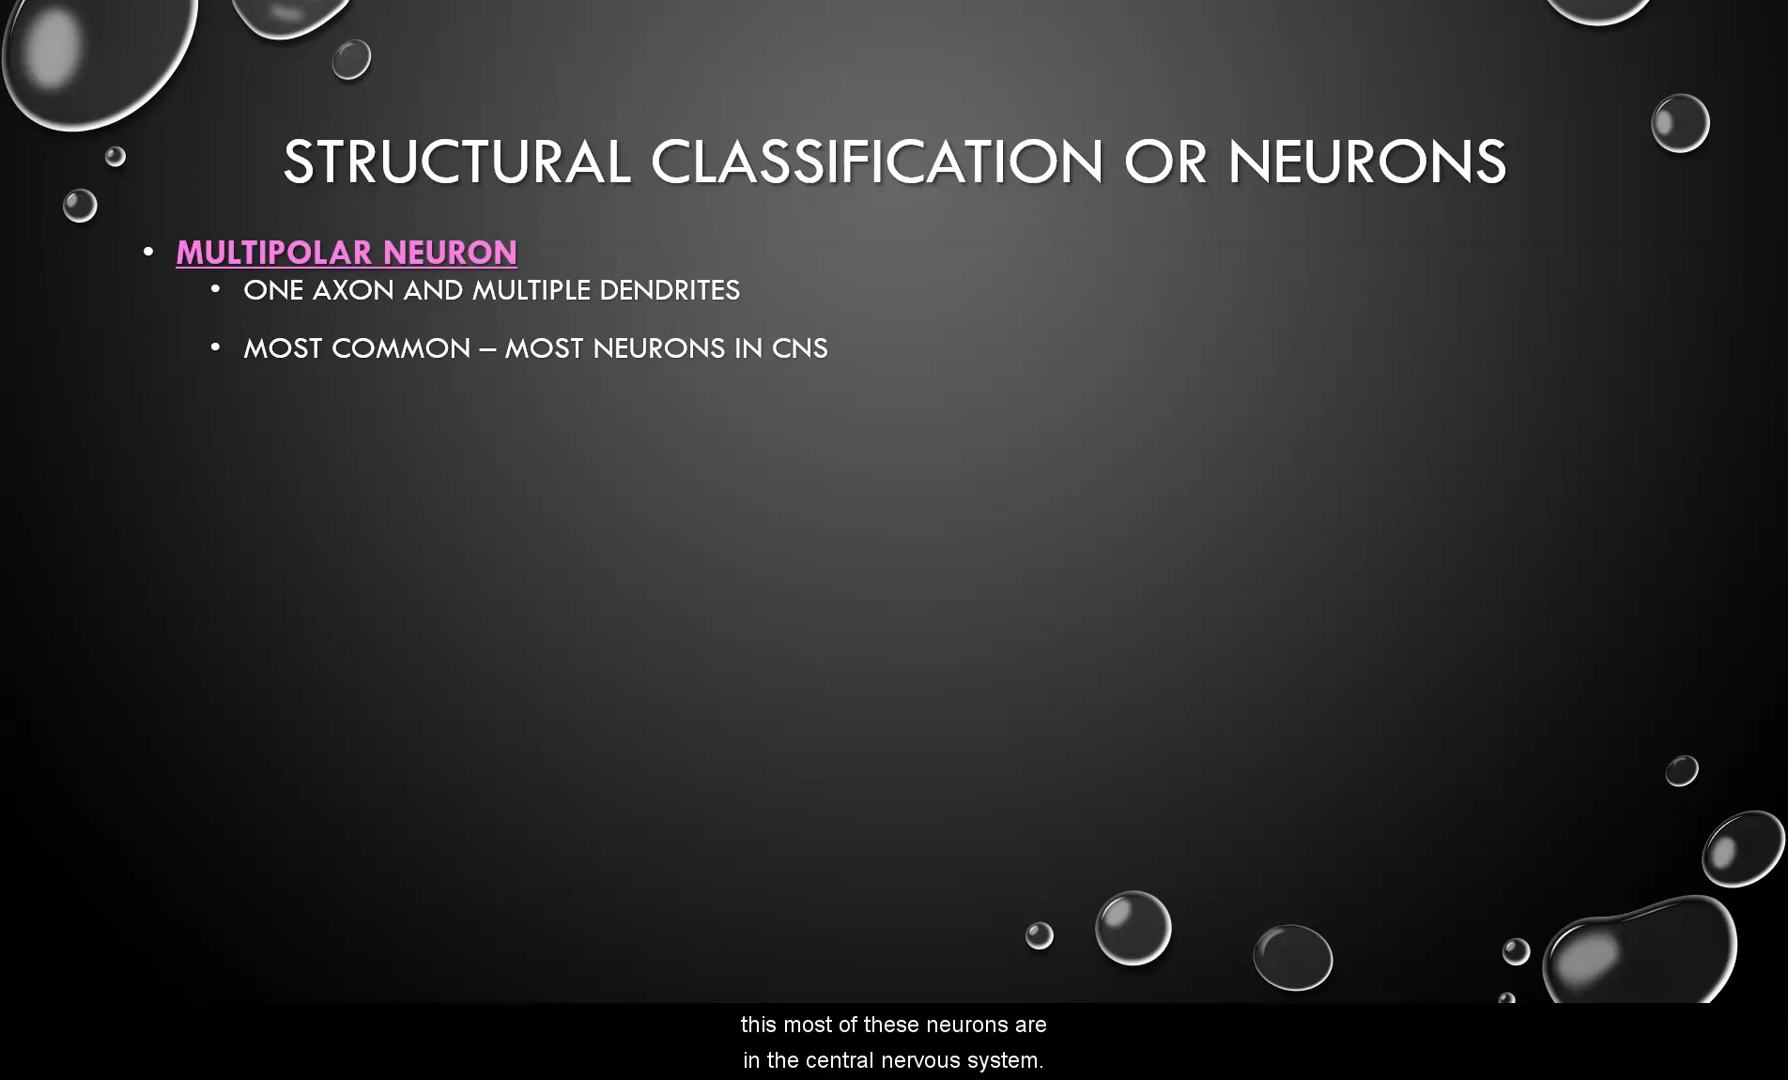 STRUCTURAL CLASSIFICATION OR NEURONS
• MULTIPOLAR NEURON
• ONE AXON AND MULTIPLE DENDRITES
• MOST COMMON – MOST NEURONS IN CNS
this most of these neurons are
in the central nervous system.